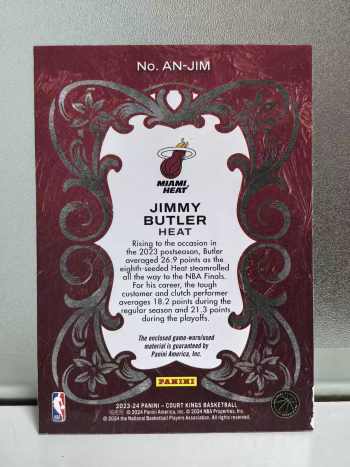 No. AN-JIM
MIAMI
HEAT
JIMMY
BUTLER
HEAT
Rising to the occasion in
the 2023 postseason, Butler
averaged 26.9 points as the
eighth-seeded Heat steamrolled
all the way to the NBA Finals.
For his career, the tough
customer and clutch performer
averages 18.2 points during the
regular season and 21.3 points
during the playoffs.
The enclosed game-worn/used
material is guaranteed by
Panini America, Inc.
PANINI
2023-24 PANINI – COURT KINGS BASKETBALL
© 2024 Panini America, Inc. © 2024 NBA Properties, Inc.
© 2024 the National Basketball Players Association. All rights reserved.
NBA